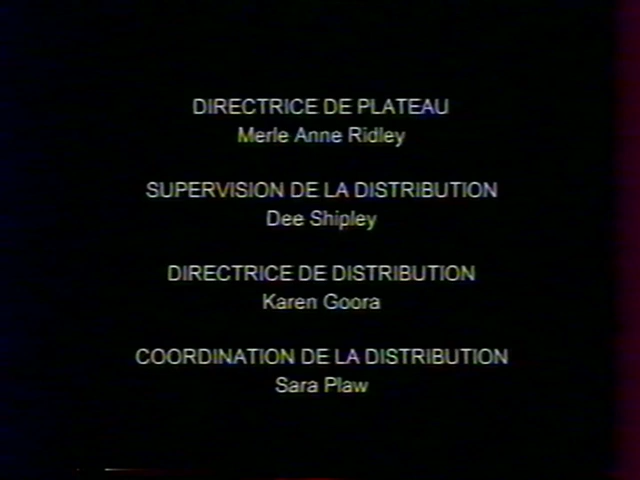 DIRECTRICE DE PLATEAU
Merle Anne Ridley
SUPERVISION DE LA DISTRIBUTION
Dee Shipley
DIRECTRICE DE DISTRIBUTION
Karen Goora
COORDINATION DE LA DISTRIBUTION
Sara Plaw